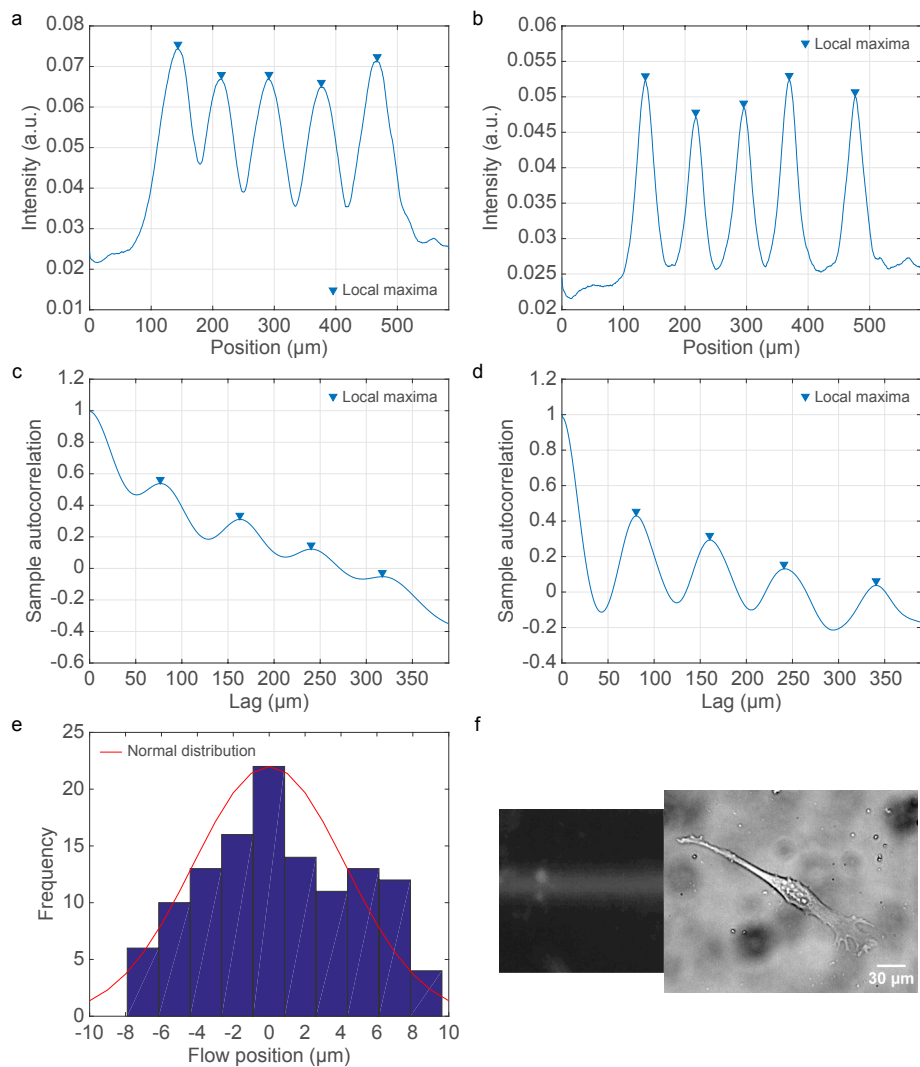 a
0.08
0.07
0.06
0.05
0.04
0.03
0.02
0.01
0 100 200 300 400 500
Intensity (a.u.)
Position (µm)
Local maxima
b
0.06
0.055
0.05
0.045
0.04
0.035
0.03
0.025
0.02
0 100 200 300 400 500
Intensity (a.u.)
Position (µm)
Local maxima
c
1.2
1
0.8
0.6
0.4
0.2
0
-0.2
-0.4
-0.6
0 50 100 150 200 250 300 350
Sample autocorrelation
Lag (µm)
Local maxima
d
1.2
1
0.8
0.6
0.4
0.2
0
-0.2
-0.4
0 50 100 150 200 250 300 350
Sample autocorrelation
Lag (µm)
Local maxima
e
25
20
15
10
5
0
-10 -8 -6 -4 -2 0 2 4 6 8 10
Frequency
Flow position (µm)
Normal distribution
f
30 µm